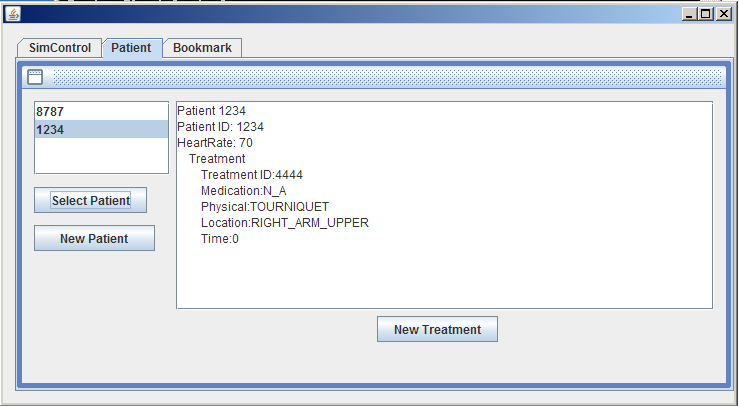 SimControl Patient Bookmark
8787
1234
Select Patient
New Patient
Patient 1234
Patient ID: 1234
HeartRate: 70
Treatment
Treatment ID:4444
Medication:N_A
Physical:TOURNIQUET
Location:RIGHT_ARM_UPPER
Time:0
New Treatment